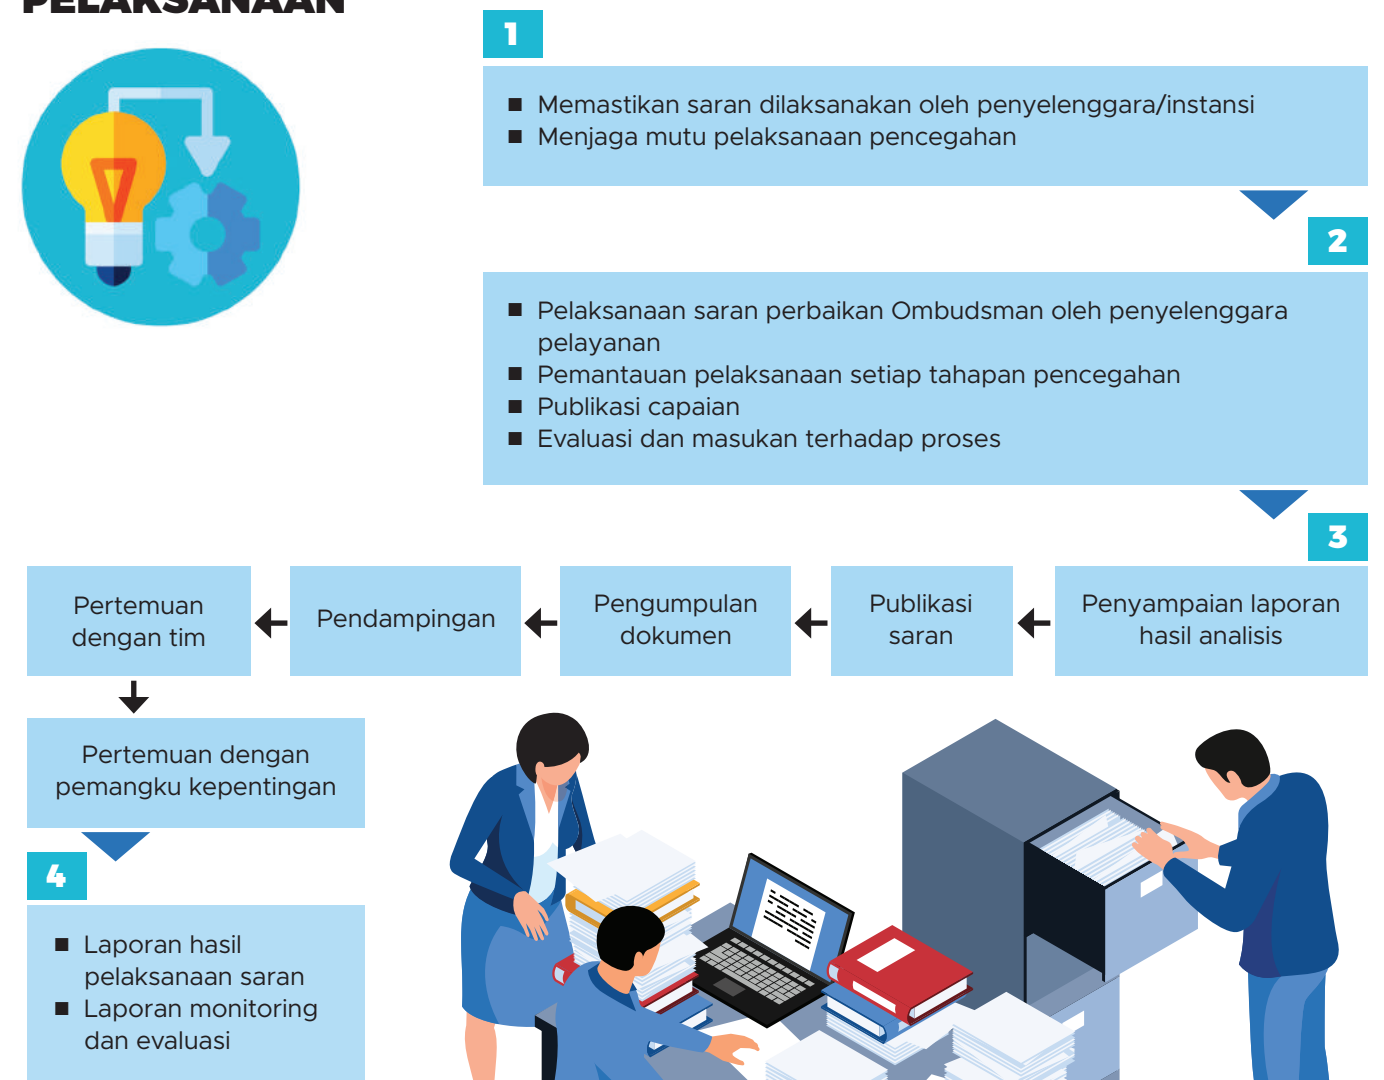 PELAKSANAAN
1
■ Memastikan saran dilaksanakan oleh penyelenggara/instansi
■ Menjaga mutu pelaksanaan pencegahan
2
■ Pelaksanaan saran perbaikan Ombudsman oleh penyelenggara
pelayanan
■ Pemantauan pelaksanaan setiap tahapan pencegahan
■ Publikasi capaian
■ Evaluasi dan masukan terhadap proses
3
Penyampaian laporan
hasil analisis
Publikasi
saran
Pengumpulan
dokumen
Pendampingan
Pertemuan
dengan tim
Pertemuan dengan
pemangku kepentingan
4
■ Laporan hasil
pelaksanaan saran
■ Laporan monitoring
dan evaluasi